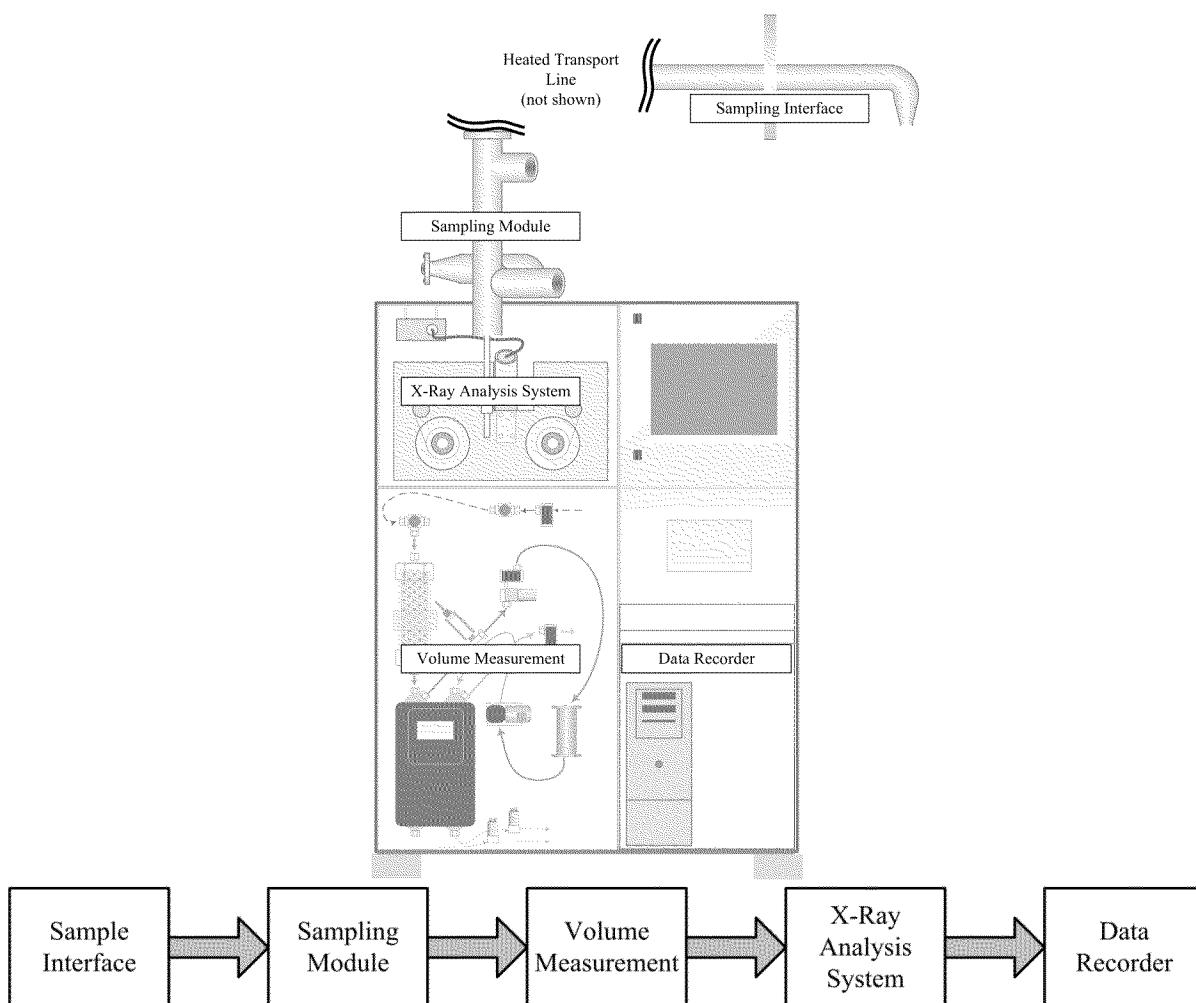 Heated Transport
Line
(not shown)
Sampling Interface
Sampling Module
X-Ray Analysis System
Volume Measurement
Data Recorder
Sample
Interface
Sampling
Module
Volume
Measurement
X-Ray
Analysis
System
Data
Recorder